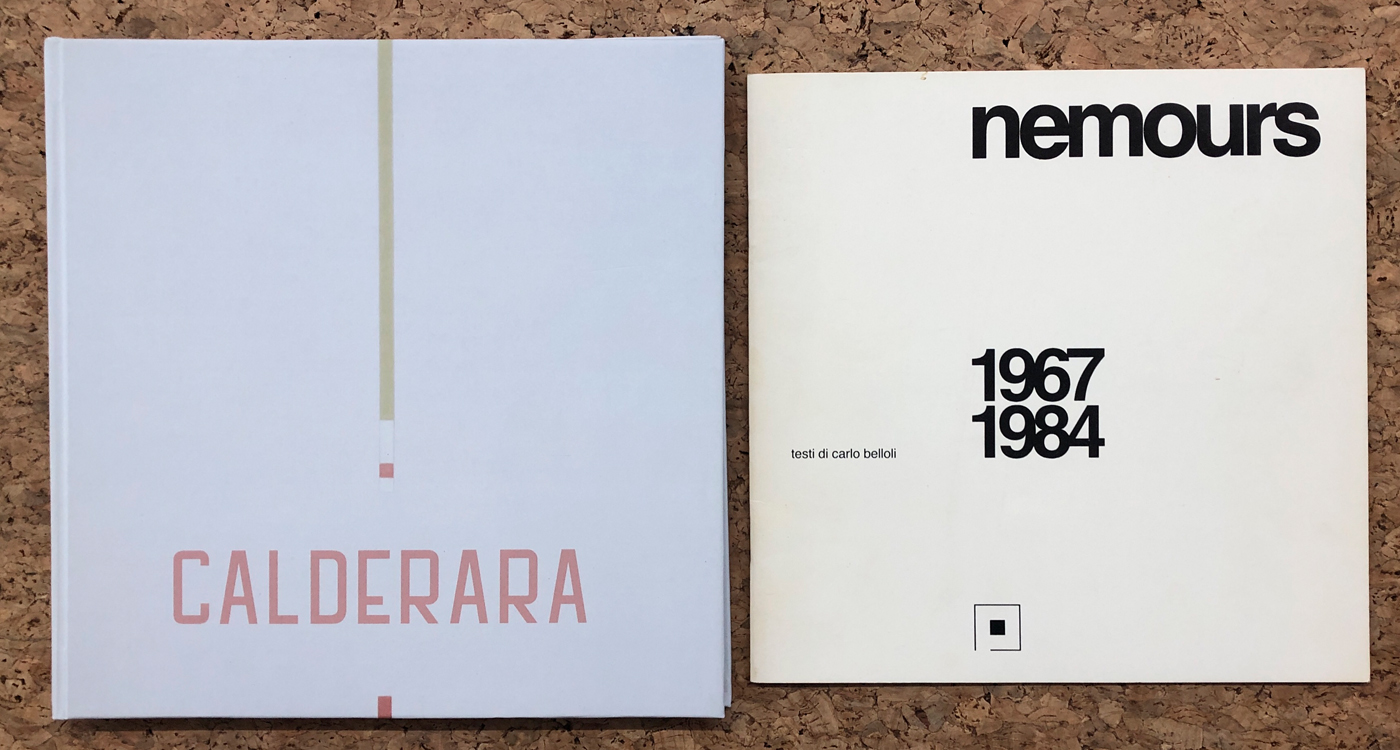 CALDERARA
nemours
1967
1984
testi di carlo belloli